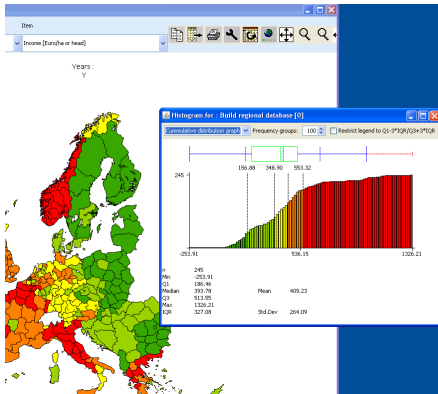 Item
Income [Euro/ha or head]
Years :
Y
Histogram for : Build regional database [0]
Cummulative distribution graph
Frequency groups:
100
Restrict legend to Q1-3*IQR/Q3+3*IQR
156.88 348.90 553.32
245
-253.91 536.15 1326.21
n 245
Min -253.91
Q1 186.46
Median 393.78 Mean 409.23
Q3 513.55
Max 1326.21
IQR 327.08 Std.Dev 264.09